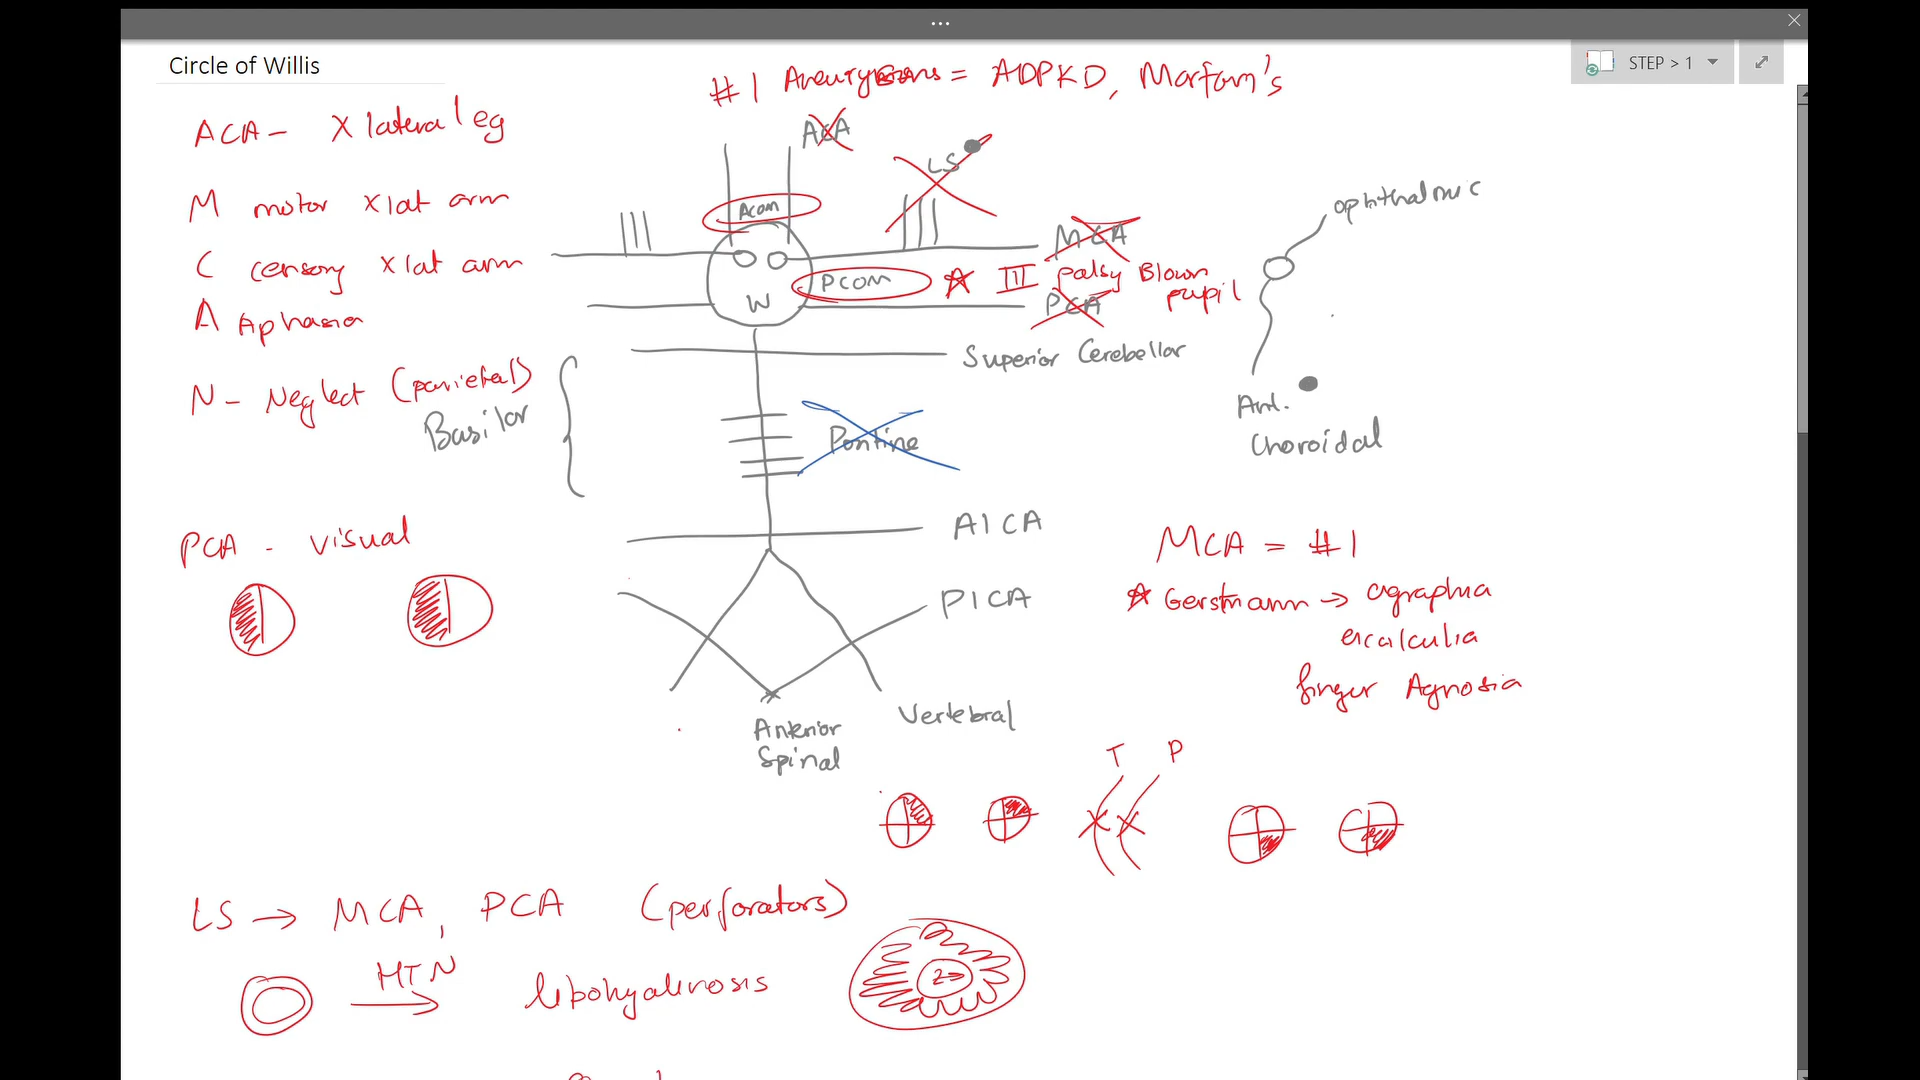 ...
Circle of Willis
STEP > 1
#1 Aneurysms = ADPKD, Marfan's
ACA - X lateral leg
ACA
LS
M motor x lat arm
Acom
ophthalmic
MCA
C censory x lat arm
PCOM ☆ III palsy Blown pupil
W
PCA
A Aphasia
Superior Cerebellar
N - Neglect (parietal)
Basilar
Ant.
Choroidal
Pontine
PCA - visual
AICA
MCA = #1
☆ Gerstmann → agraphia
acalculia
finger Agnosia
PICA
Vertebral
Anterior
Spinal
T P
LS → MCA, PCA (perforators)
HTN
lipohyalinosis